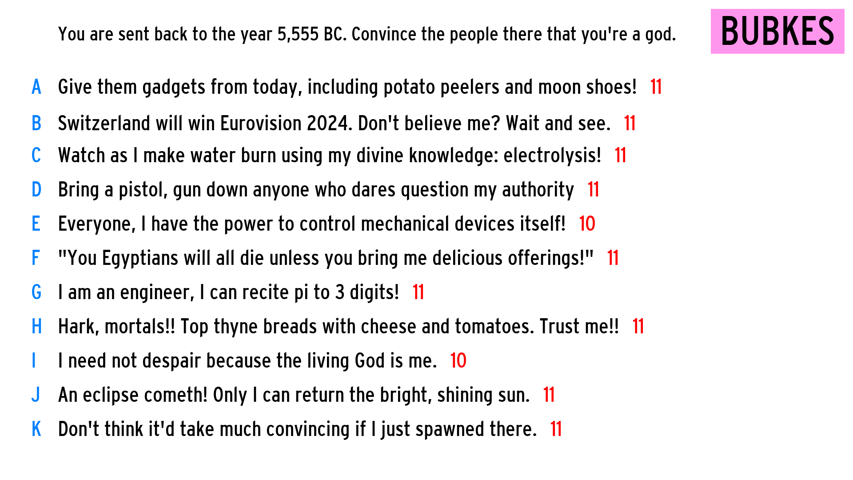 You are sent back to the year 5,555 BC. Convince the people there that you're a god.
BUBKES
A Give them gadgets from today, including potato peelers and moon shoes! 11
B Switzerland will win Eurovision 2024. Don't believe me? Wait and see. 11
C Watch as I make water burn using my divine knowledge: electrolysis! 11
D Bring a pistol, gun down anyone who dares question my authority 11
E Everyone, I have the power to control mechanical devices itself! 10
F "You Egyptians will all die unless you bring me delicious offerings!" 11
G I am an engineer, I can recite pi to 3 digits! 11
H Hark, mortals!! Top thyne breads with cheese and tomatoes. Trust me!! 11
I I need not despair because the living God is me. 10
J An eclipse cometh! Only I can return the bright, shining sun. 11
K Don't think it'd take much convincing if I just spawned there. 11